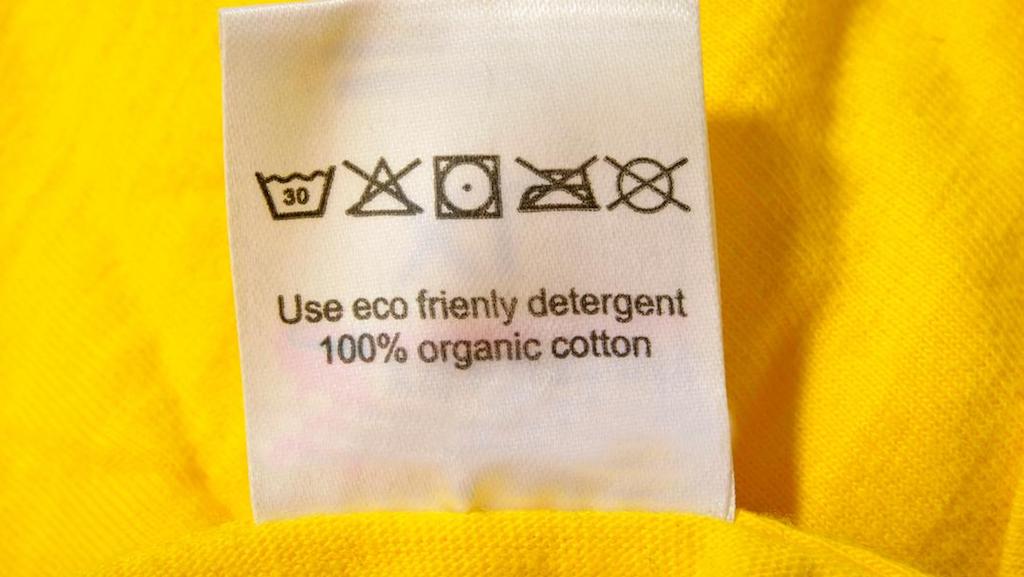 30
Use eco frienly detergent
100% organic cotton